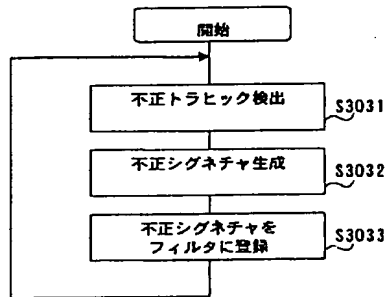 開始
不正トラヒック検出
S3031
不正シグネチャ生成
S3032
不正シグネチャを
フィルタに登録
S3033